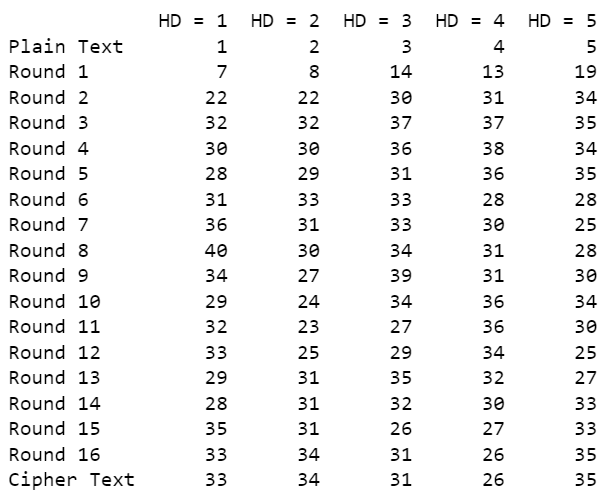 HD = 1 HD = 2 HD = 3 HD = 4 HD = 5
Plain Text 1 2 3 4 5
Round 1 7 8 14 13 19
Round 2 22 22 30 31 34
Round 3 32 32 37 37 35
Round 4 30 30 36 38 34
Round 5 28 29 31 36 35
Round 6 31 33 33 28 28
Round 7 36 31 33 30 25
Round 8 40 30 34 31 28
Round 9 34 27 39 31 30
Round 10 29 24 34 36 34
Round 11 32 23 27 36 30
Round 12 33 25 29 34 25
Round 13 29 31 35 32 27
Round 14 28 31 32 30 33
Round 15 35 31 26 27 33
Round 16 33 34 31 26 35
Cipher Text 33 34 31 26 35